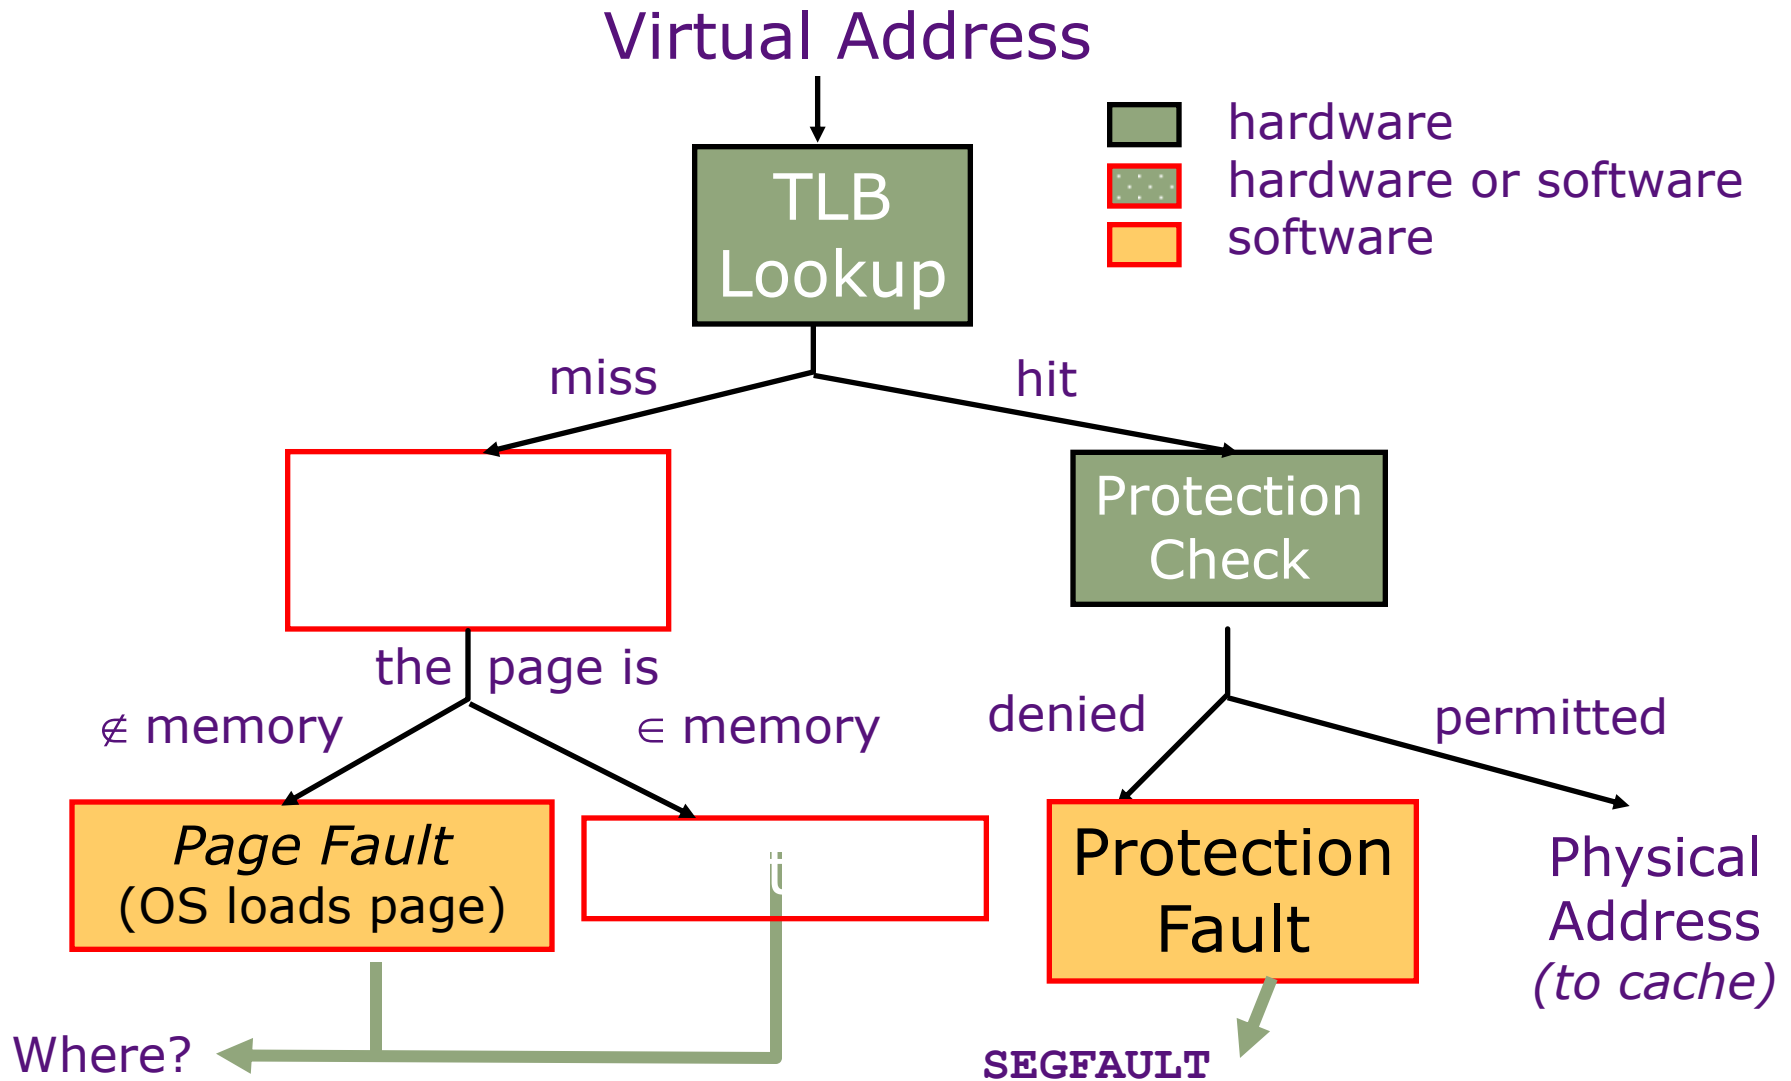 Virtual Address
hardware
hardware or software
software
TLB
Lookup
miss
hit
Protection
Check
the page is
∉ memory
∈ memory
denied
permitted
Page Fault
(OS loads page)
Protection
Fault
Physical
Address
(to cache)
Where?
SEGFAULT